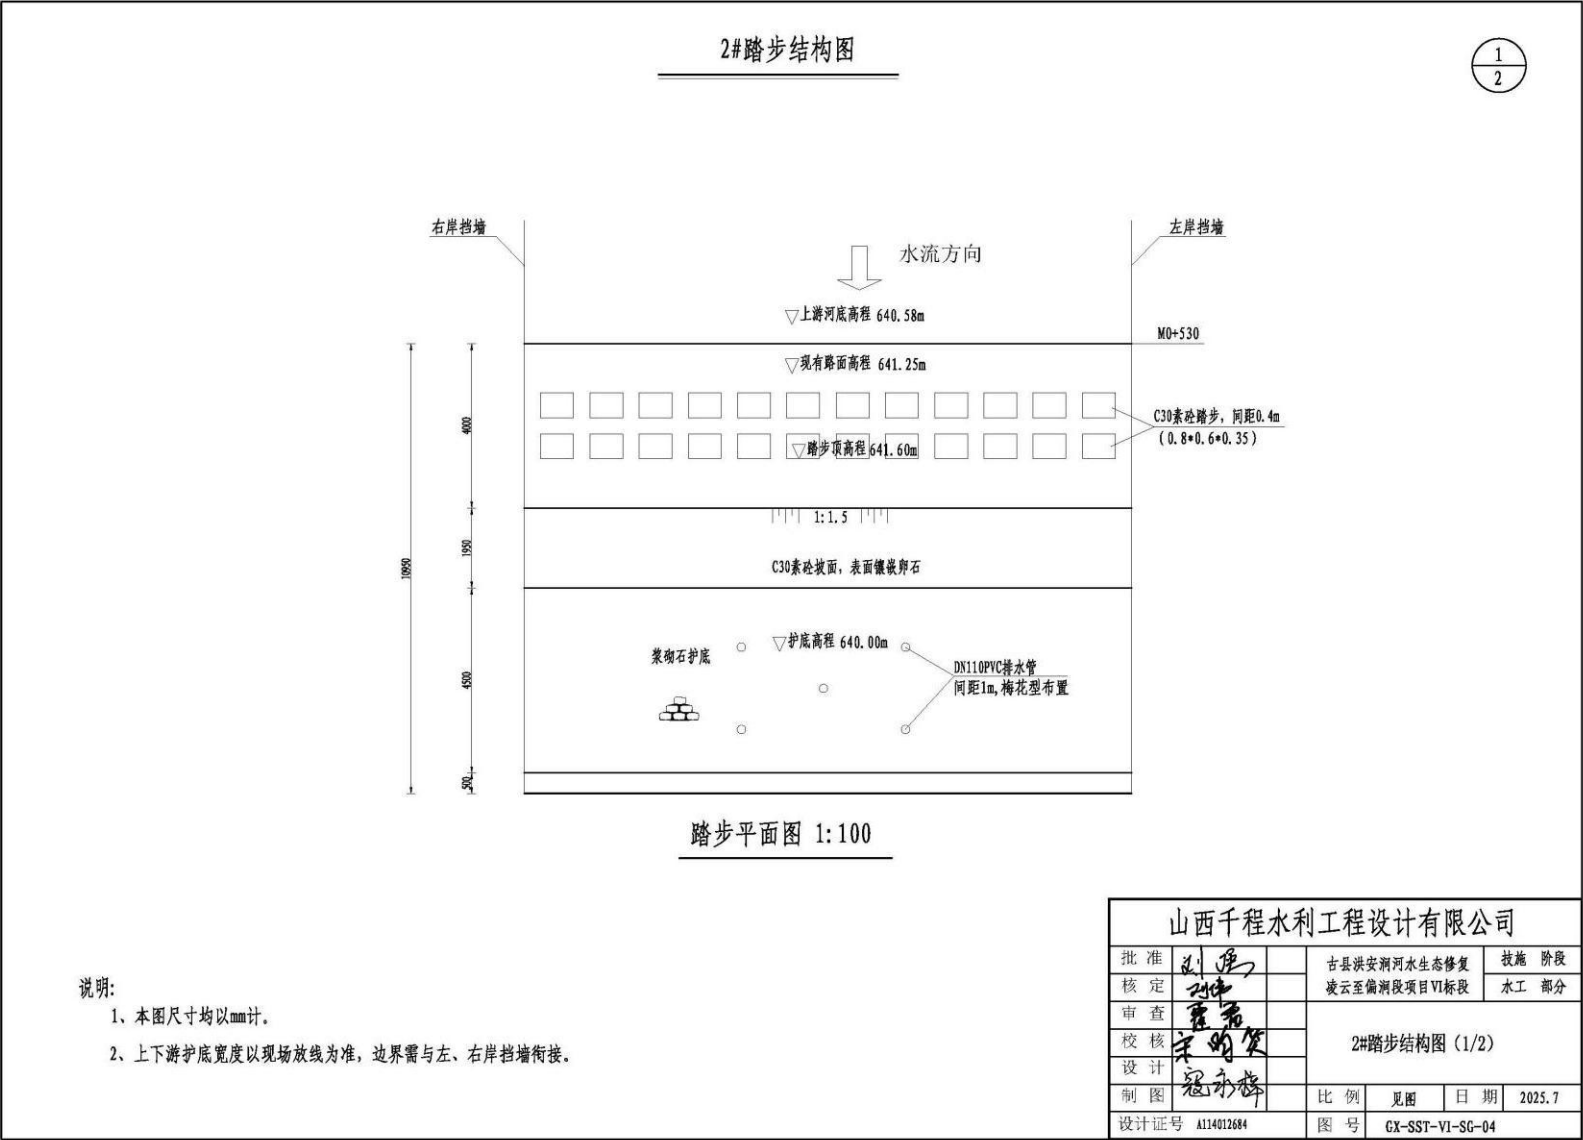 2#踏步结构图
1
2
右岸挡墙
左岸挡墙
水流方向
上游河底高程 640.58m
M0+530
现有路面高程 641.25m
C30素砼踏步，间距0.4m
（0.8*0.6*0.35）
踏步顶高程641.60m
4000
1:1.5
1950
10950
C30素砼坡面，表面镶嵌卵石
护底高程 640.00m
浆砌石护底
DN110PVC排水管
间距1m,梅花型布置
4500
500
踏步平面图 1:100
说明：
1、本图尺寸均以mm计。
2、上下游护底宽度以现场放线为准，边界需与左、右岸挡墙衔接。
山西千程水利工程设计有限公司
批 准
核 定
审 查
校 核
设 计
制 图
古县洪安涧河水生态修复
凌云至偏涧段项目VI标段
技施 阶段
水工 部分
2#踏步结构图（1/2）
比 例 见图 日 期 2025.7
设计证号 A114012684 图 号 GX-SST-VI-SG-04